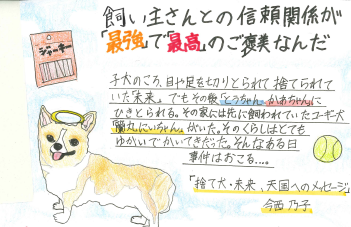 飼い主さんとの信頼関係が
「最強」で「最高」のご褒美なんだ
ジャーキー
子犬のころ、目や足を切りとられて捨てられて
いた「未来」。でもその後「とうちゃん、かあちゃん」に
ひきとられる。その家には先に飼われていたコーギー犬
「蘭丸にいちゃん」がいた。そのくらしはとても
ゆかいでかいてきだった。そんなある日
事件はおこる…。
「捨て犬・未来、天国へのメッセージ」
今西乃子